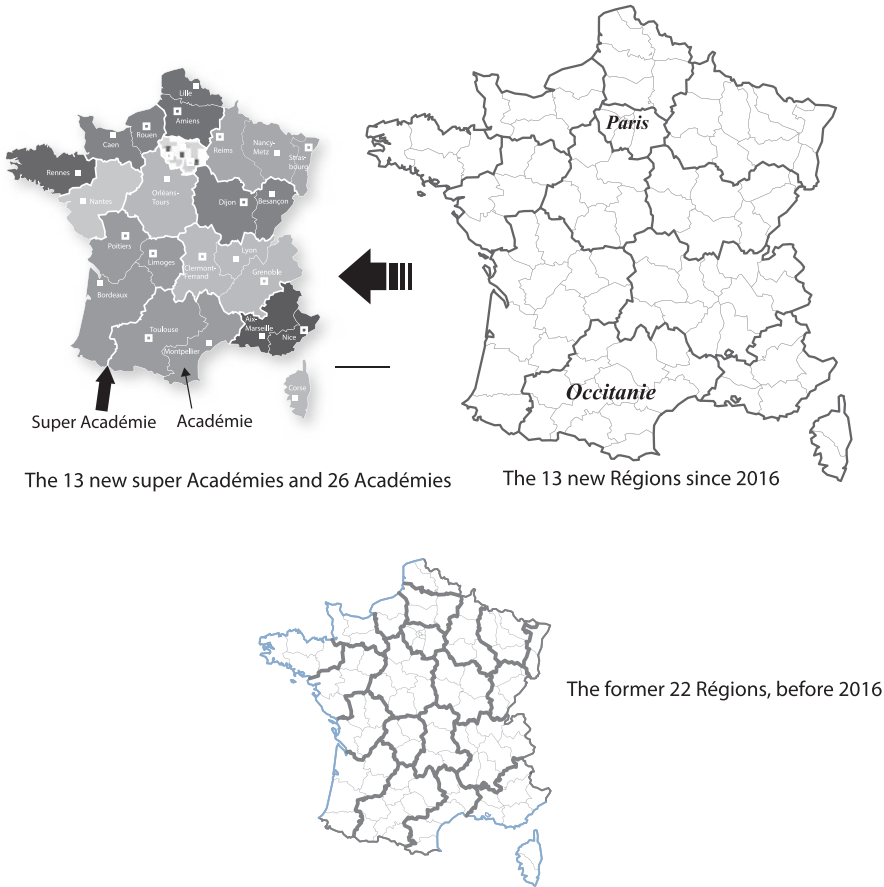 Lille
Amiens
Rouen
Caen
Reims
Nancy-
Metz
Stras-
bourg
Rennes
Orléans-
Tours
Nantes
Dijon
Besançon
Poitiers
Limoges
Clermont-
Ferrand
Lyon
Grenoble
Bordeaux
Toulouse
Montpellier
Aix-
Marseille
Nice
Corse
Super Académie
Académie
The 13 new super Académies and 26 Académies
Paris
Occitanie
The 13 new Régions since 2016
The former 22 Régions, before 2016